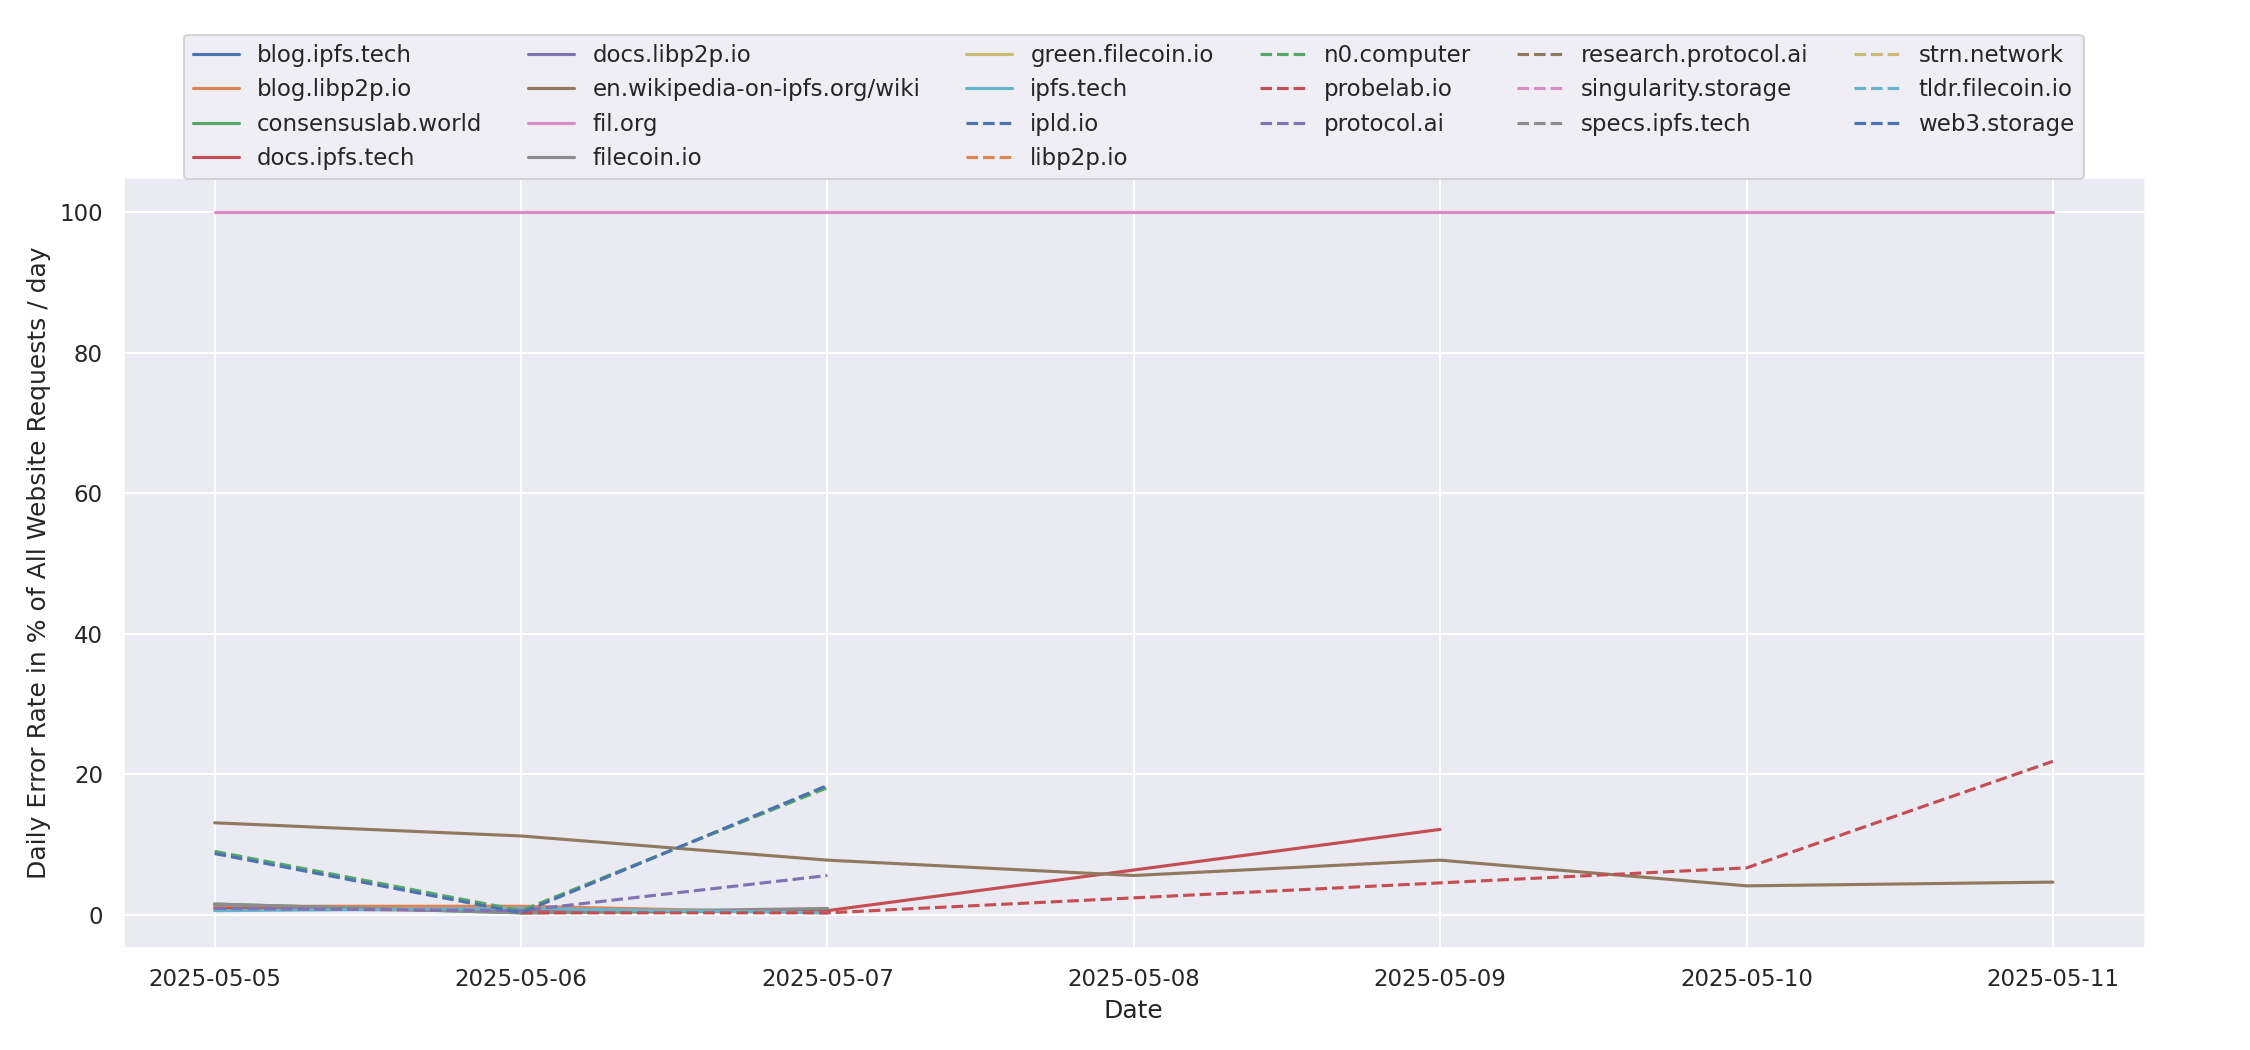 blog.ipfs.tech
blog.libp2p.io
consensuslab.world
docs.ipfs.tech
docs.libp2p.io
en.wikipedia-on-ipfs.org/wiki
fil.org
filecoin.io
green.filecoin.io
ipfs.tech
ipld.io
libp2p.io
n0.computer
probelab.io
protocol.ai
research.protocol.ai
singularity.storage
specs.ipfs.tech
strn.network
tldr.filecoin.io
web3.storage
Daily Error Rate in % of All Website Requests / day
100
80
60
40
20
0
2025-05-05
2025-05-06
2025-05-07
2025-05-08
2025-05-09
2025-05-10
2025-05-11
Date